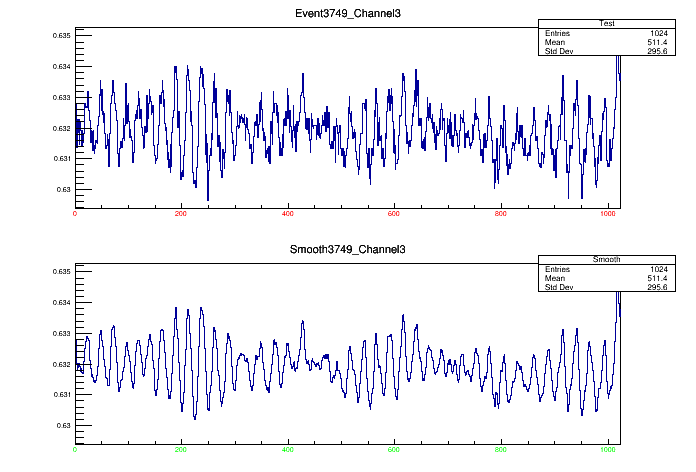 Event3749_Channel3
Test
Entries 1024
Mean 511.4
Std Dev 295.6
0.635
0.634
0.633
0.632
0.631
0.63
0 200 400 600 800 1000
Smooth3749_Channel3
Smooth
Entries 1024
Mean 511.4
Std Dev 295.6
0.635
0.634
0.633
0.632
0.631
0.63
0 200 400 600 800 1000